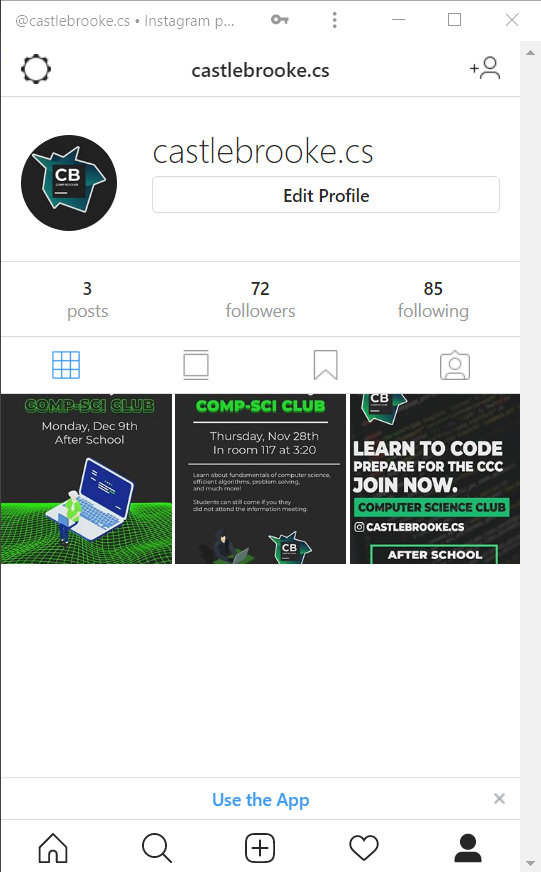 @castlebrooke.cs • Instagram p...
castlebrooke.cs
CB
COMP-SCI CLUB
castlebrooke.cs
Edit Profile
3
posts
72
followers
85
following
COMP-SCI CLUB
Monday, Dec 9th
After School
COMP-SCI CLUB
Thursday, Nov 28th
In room 117 at 3:20
Learn about fundamentals of computer science,
efficient algorithms, problem solving,
and much more!
Students can still come if you they
did not attend the information meeting.
CB
CB
LEARN TO CODE
PREPARE FOR THE CCC
JOIN NOW.
COMPUTER SCIENCE CLUB
CASTLEBROOKE.CS
AFTER SCHOOL
Use the App